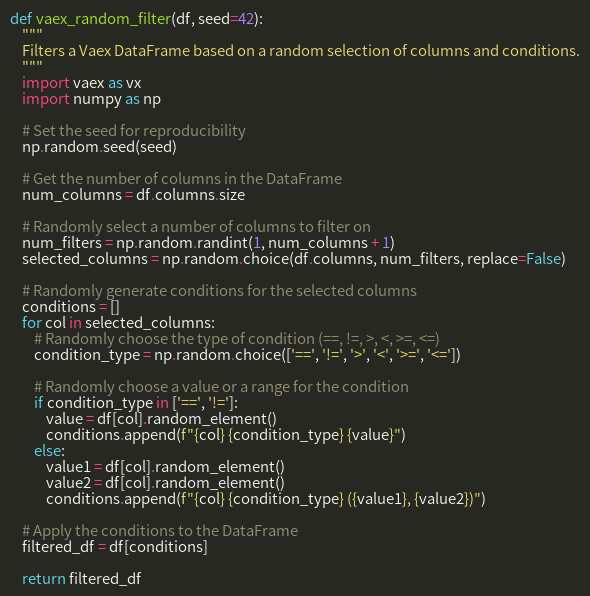 def vaex_random_filter(df, seed=42):
    """
    Filters a Vaex DataFrame based on a random selection of columns and conditions.
    """
    import vaex as vx
    import numpy as np

    # Set the seed for reproducibility
    np.random.seed(seed)

    # Get the number of columns in the DataFrame
    num_columns = df.columns.size

    # Randomly select a number of columns to filter on
    num_filters = np.random.randint(1, num_columns + 1)
    selected_columns = np.random.choice(df.columns, num_filters, replace=False)

    # Randomly generate conditions for the selected columns
    conditions = []
    for col in selected_columns:
        # Randomly choose the type of condition (==, !=, >, <, >=, <=)
        condition_type = np.random.choice(['==', '!=', '>', '<', '>=', '<='])

        # Randomly choose a value or a range for the condition
        if condition_type in ['==', '!=']:
            value = df[col].random_element()
            conditions.append(f"{col} {condition_type} {value}")
        else:
            value1 = df[col].random_element()
            value2 = df[col].random_element()
            conditions.append(f"{col} {condition_type} ({value1}, {value2})")

    # Apply the conditions to the DataFrame
    filtered_df = df[conditions]

    return filtered_df